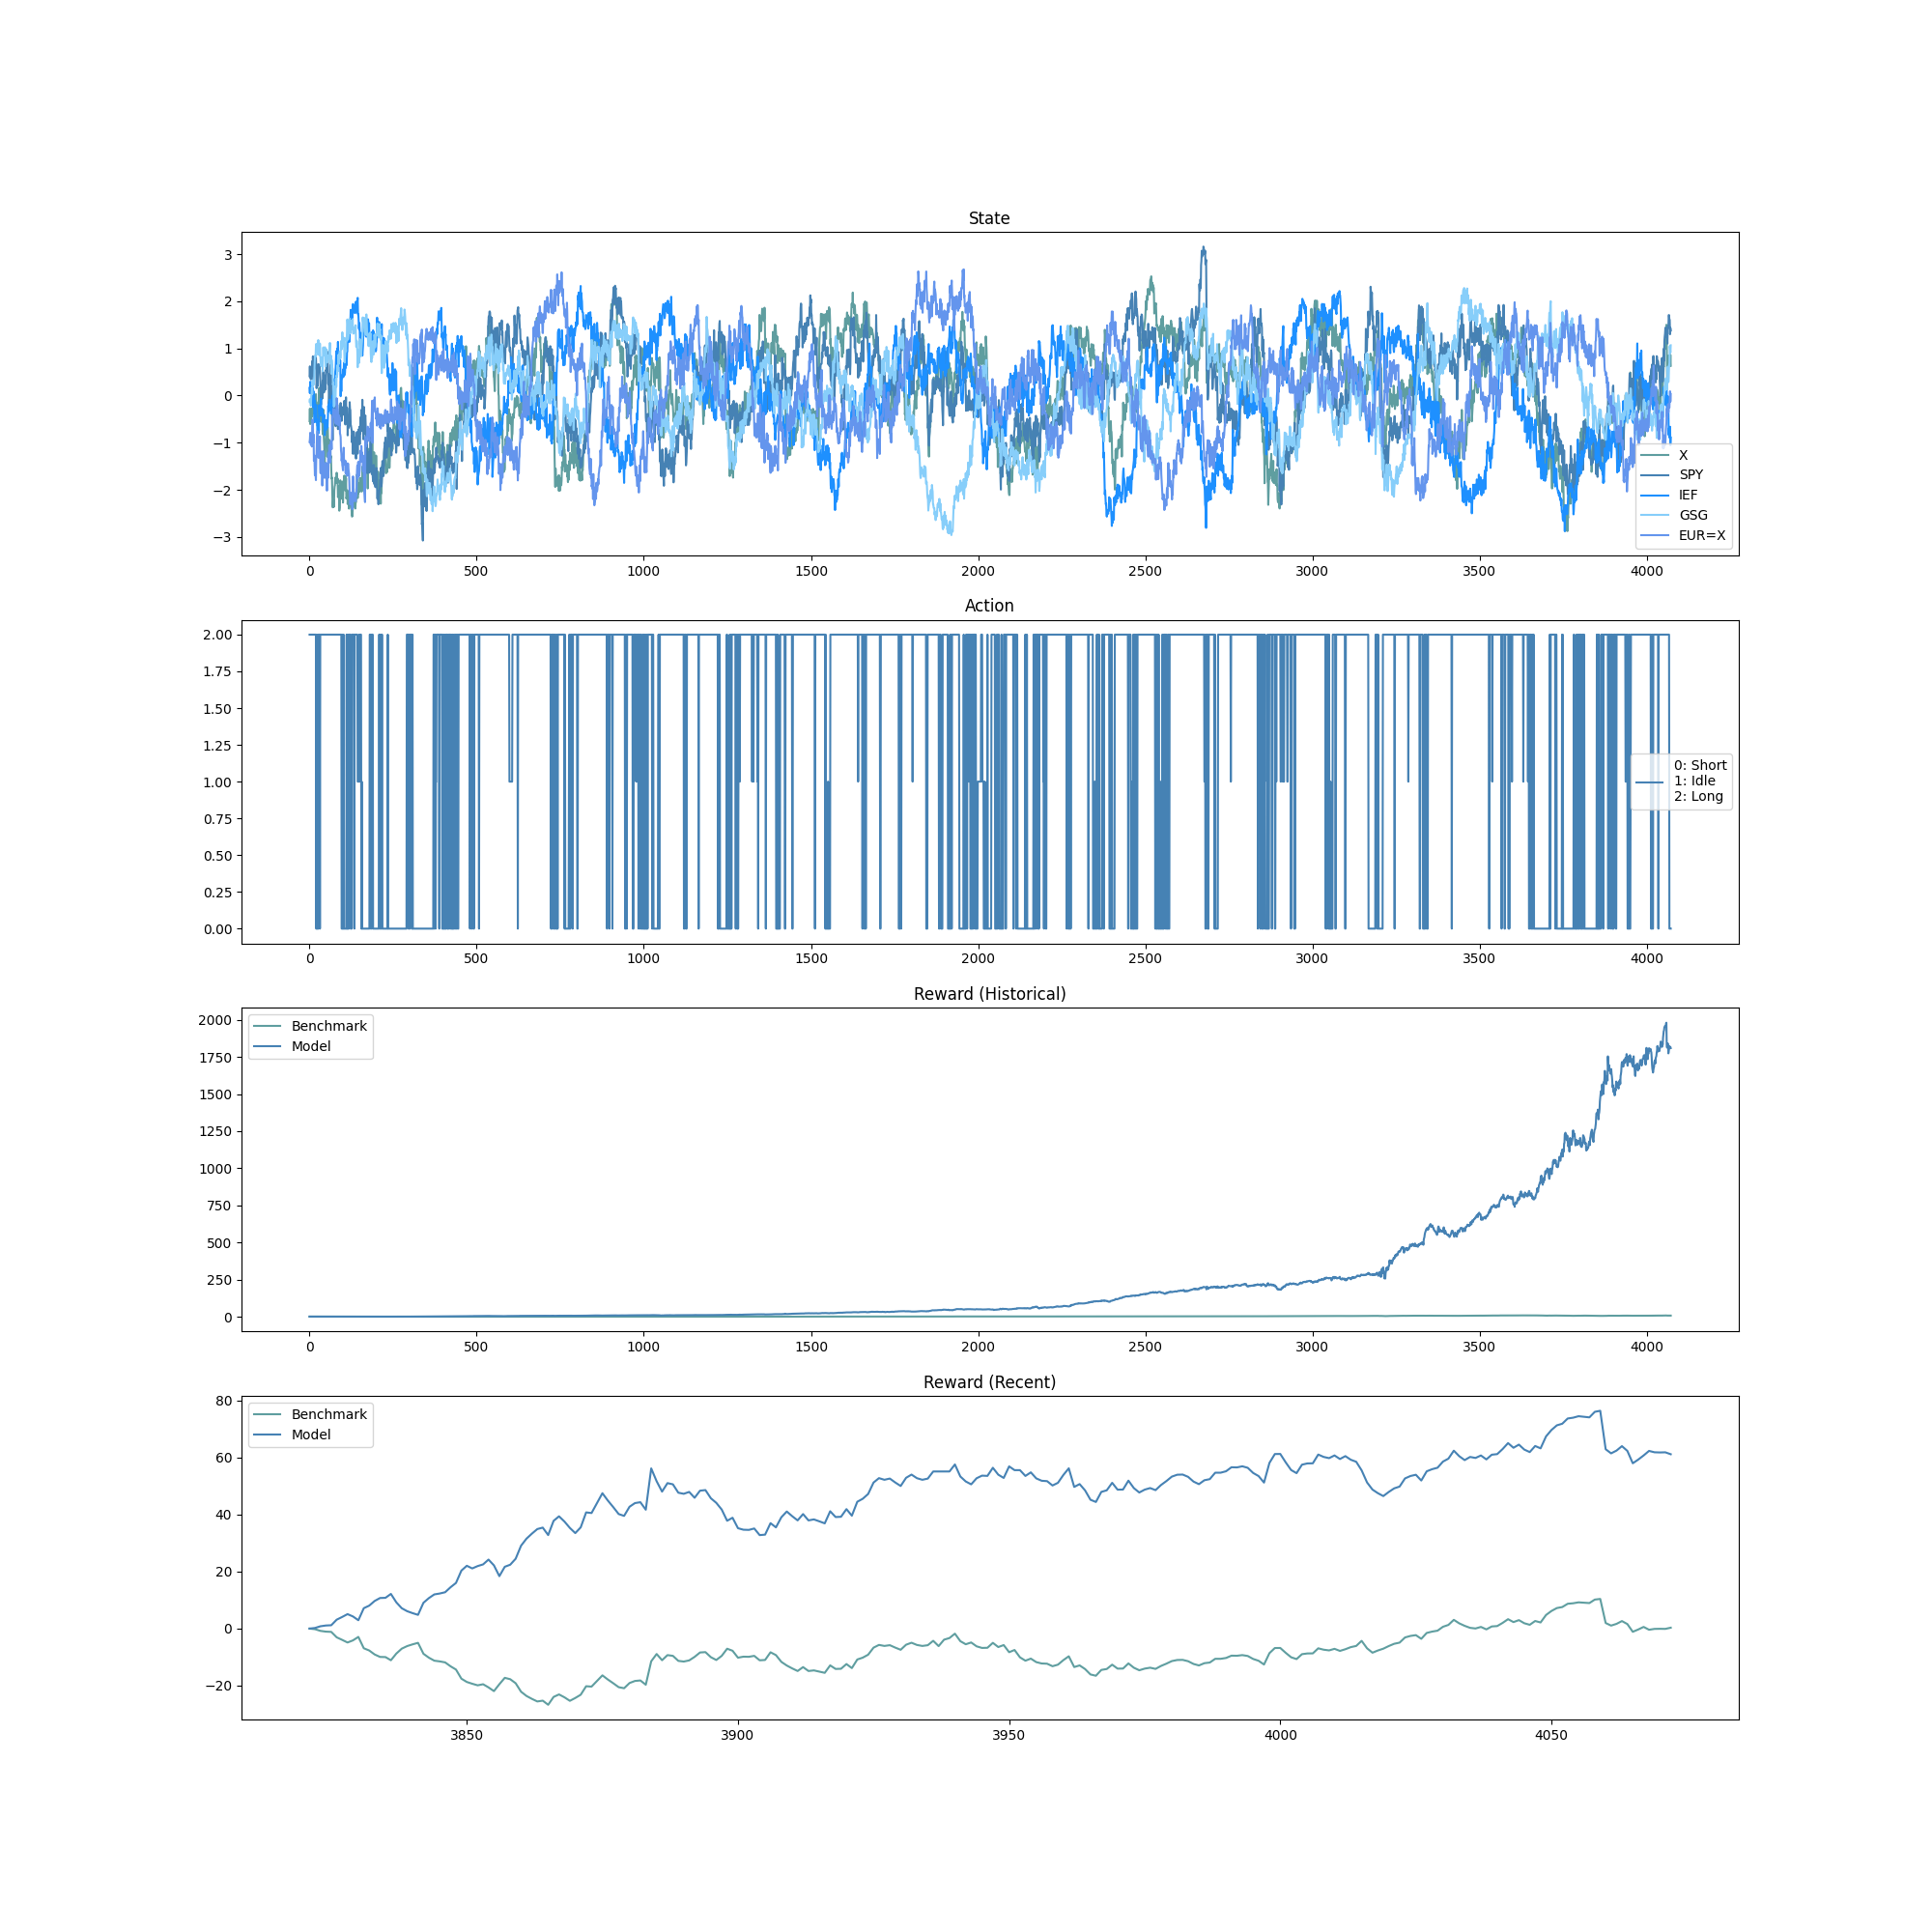 State
3
2
1
0
−1
−2
−3
X
SPY
IEF
GSG
EUR=X
0 500 1000 1500 2000 2500 3000 3500 4000
Action
2.00
1.75
1.50
1.25
1.00
0.75
0.50
0.25
0.00
0: Short
1: Idle
2: Long
0 500 1000 1500 2000 2500 3000 3500 4000
Reward (Historical)
Benchmark
Model
2000
1750
1500
1250
1000
750
500
250
0
0 500 1000 1500 2000 2500 3000 3500 4000
Reward (Recent)
Benchmark
Model
80
60
40
20
0
−20
3850 3900 3950 4000 4050